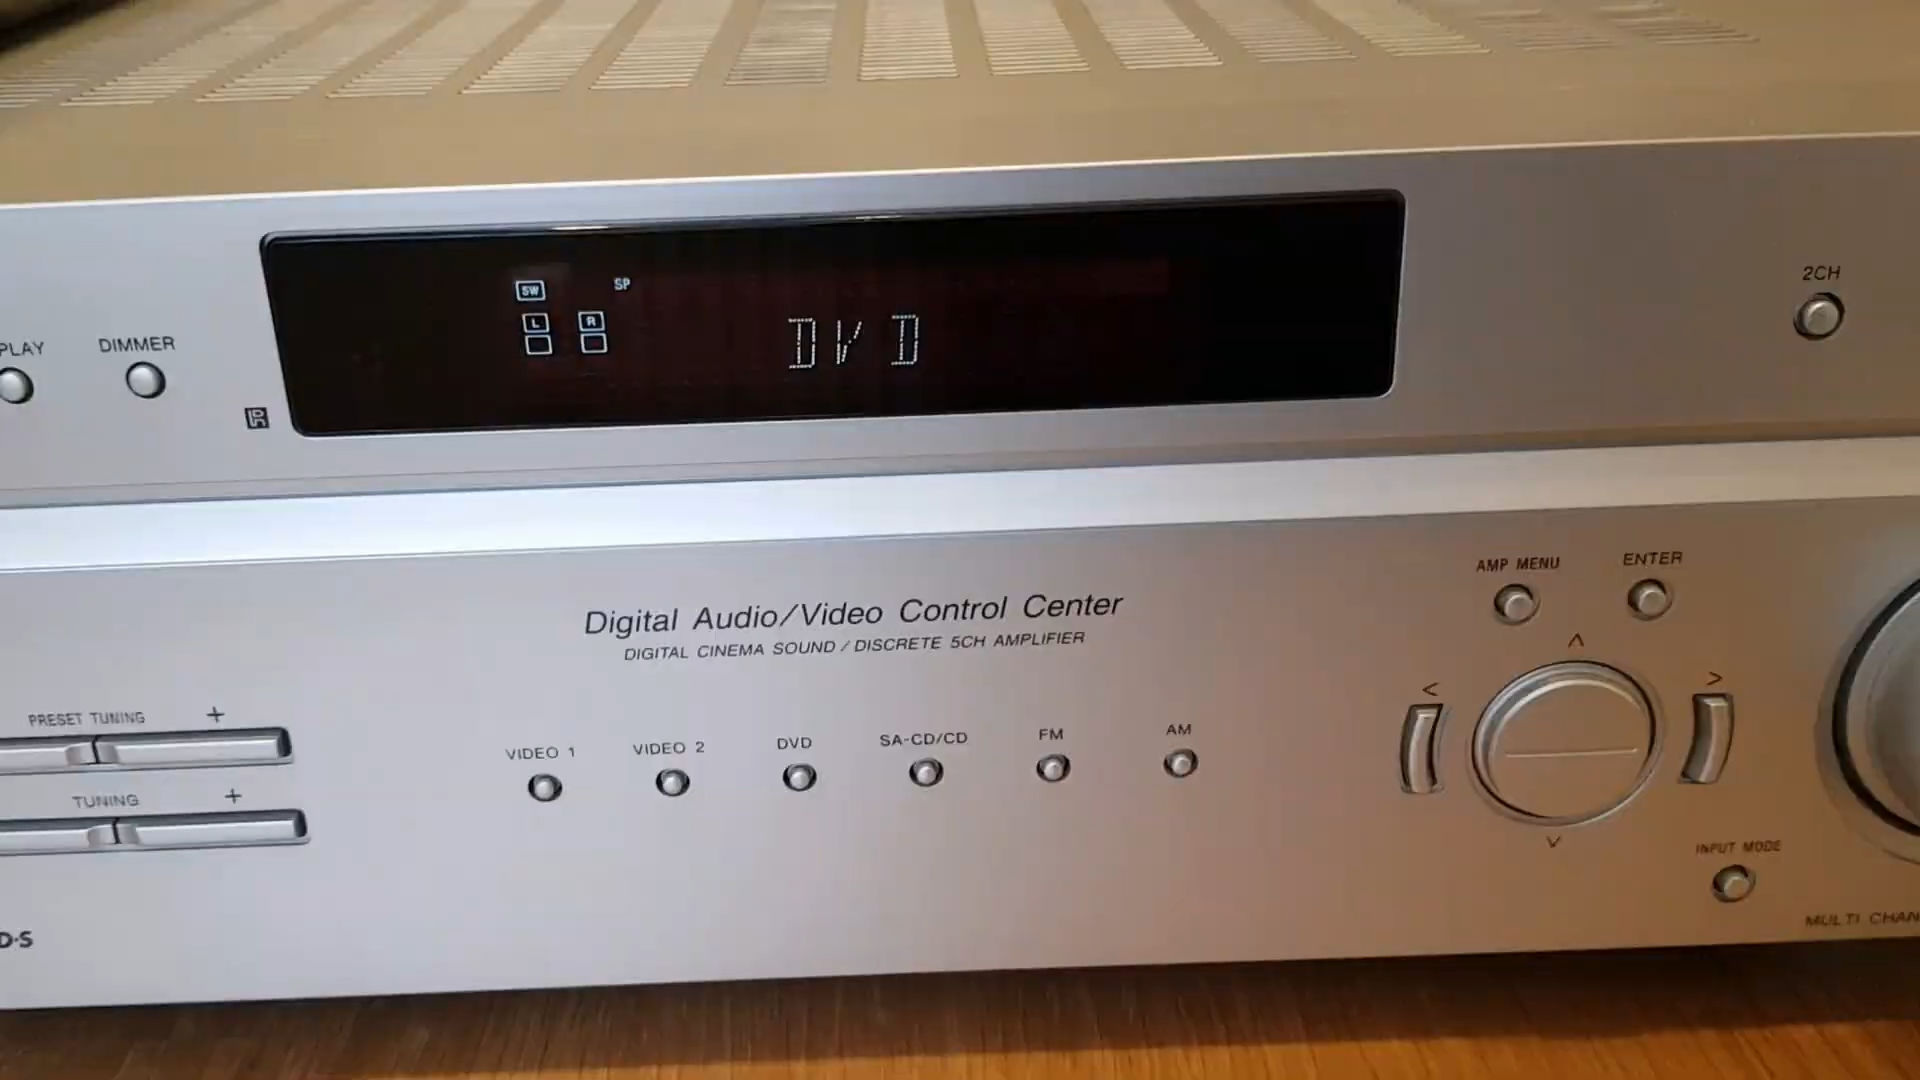 2CH
SW SP
L R
DVD
PLAY DIMMER
AMP MENU ENTER
Digital Audio/Video Control Center
DIGITAL CINEMA SOUND / DISCRETE 5CH AMPLIFIER
< ∧ >
PRESET TUNING +
VIDEO 1 VIDEO 2 DVD SA-CD/CD FM AM
TUNING +
∨
INPUT MODE
MULTI CHAN
D·S